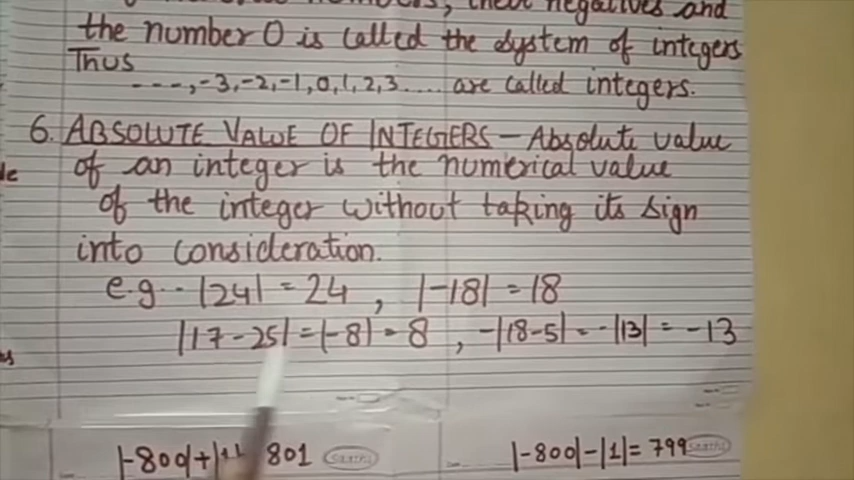 negatives and
the number 0 is called the system of integers
Thus
----,-3,-2,-1,0,1,2,3..... are called integers.
6. ABSOLUTE VALUE OF INTEGERS - Absolute value
of an integer is the numerical value
of the integer without taking its sign
into consideration.
e.g.- |24| = 24 , |-18| = 18
|17-25| = |-8| = 8 , -|18-5| = -|13| = -13
|-800|+|1| 801
|-800|-|1| = 799